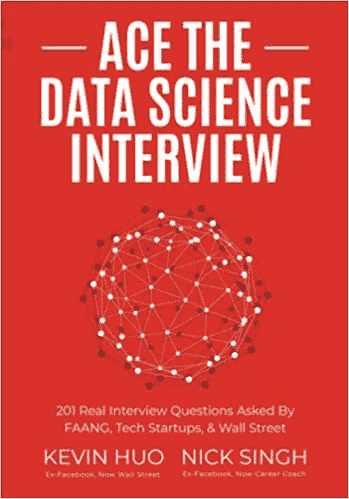 ACE THE
DATA SCIENCE
INTERVIEW
201 Real Interview Questions Asked By
FAANG, Tech Startups, & Wall Street
KEVIN HUO NICK SINGH
Ex-Facebook, Now Wall Street Ex-Facebook, Now Career Coach